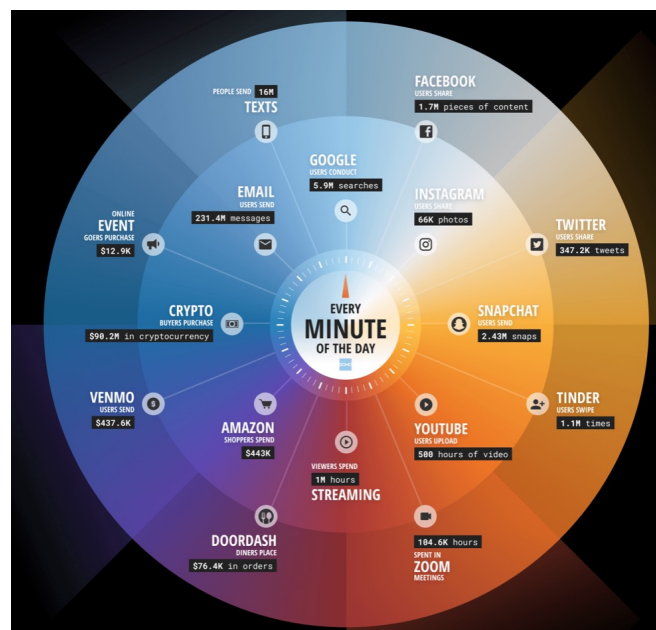 PEOPLE SEND 16M
TEXTS
FACEBOOK
USERS SHARE
1.7M pieces of content
GOOGLE
USERS CONDUCT
5.9M searches
EMAIL
USERS SEND
231.4M messages
INSTAGRAM
USERS SHARE
66K photos
ONLINE
EVENT
GOERS PURCHASE
$12.9K
TWITTER
USERS SHARE
347.2K tweets
CRYPTO
BUYERS PURCHASE
$90.2M in cryptocurrency
EVERY
MINUTE
OF THE DAY
SNAPCHAT
USERS SEND
2.43M snaps
VENMO
USERS SEND
$437.6K
AMAZON
SHOPPERS SPEND
$443K
YOUTUBE
USERS UPLOAD
500 hours of video
TINDER
USERS SWIPE
1.1M times
VIEWERS SPEND
1M hours
STREAMING
DOORDASH
DINERS PLACE
$76.4K in orders
104.6K hours
SPENT IN
ZOOM
MEETINGS